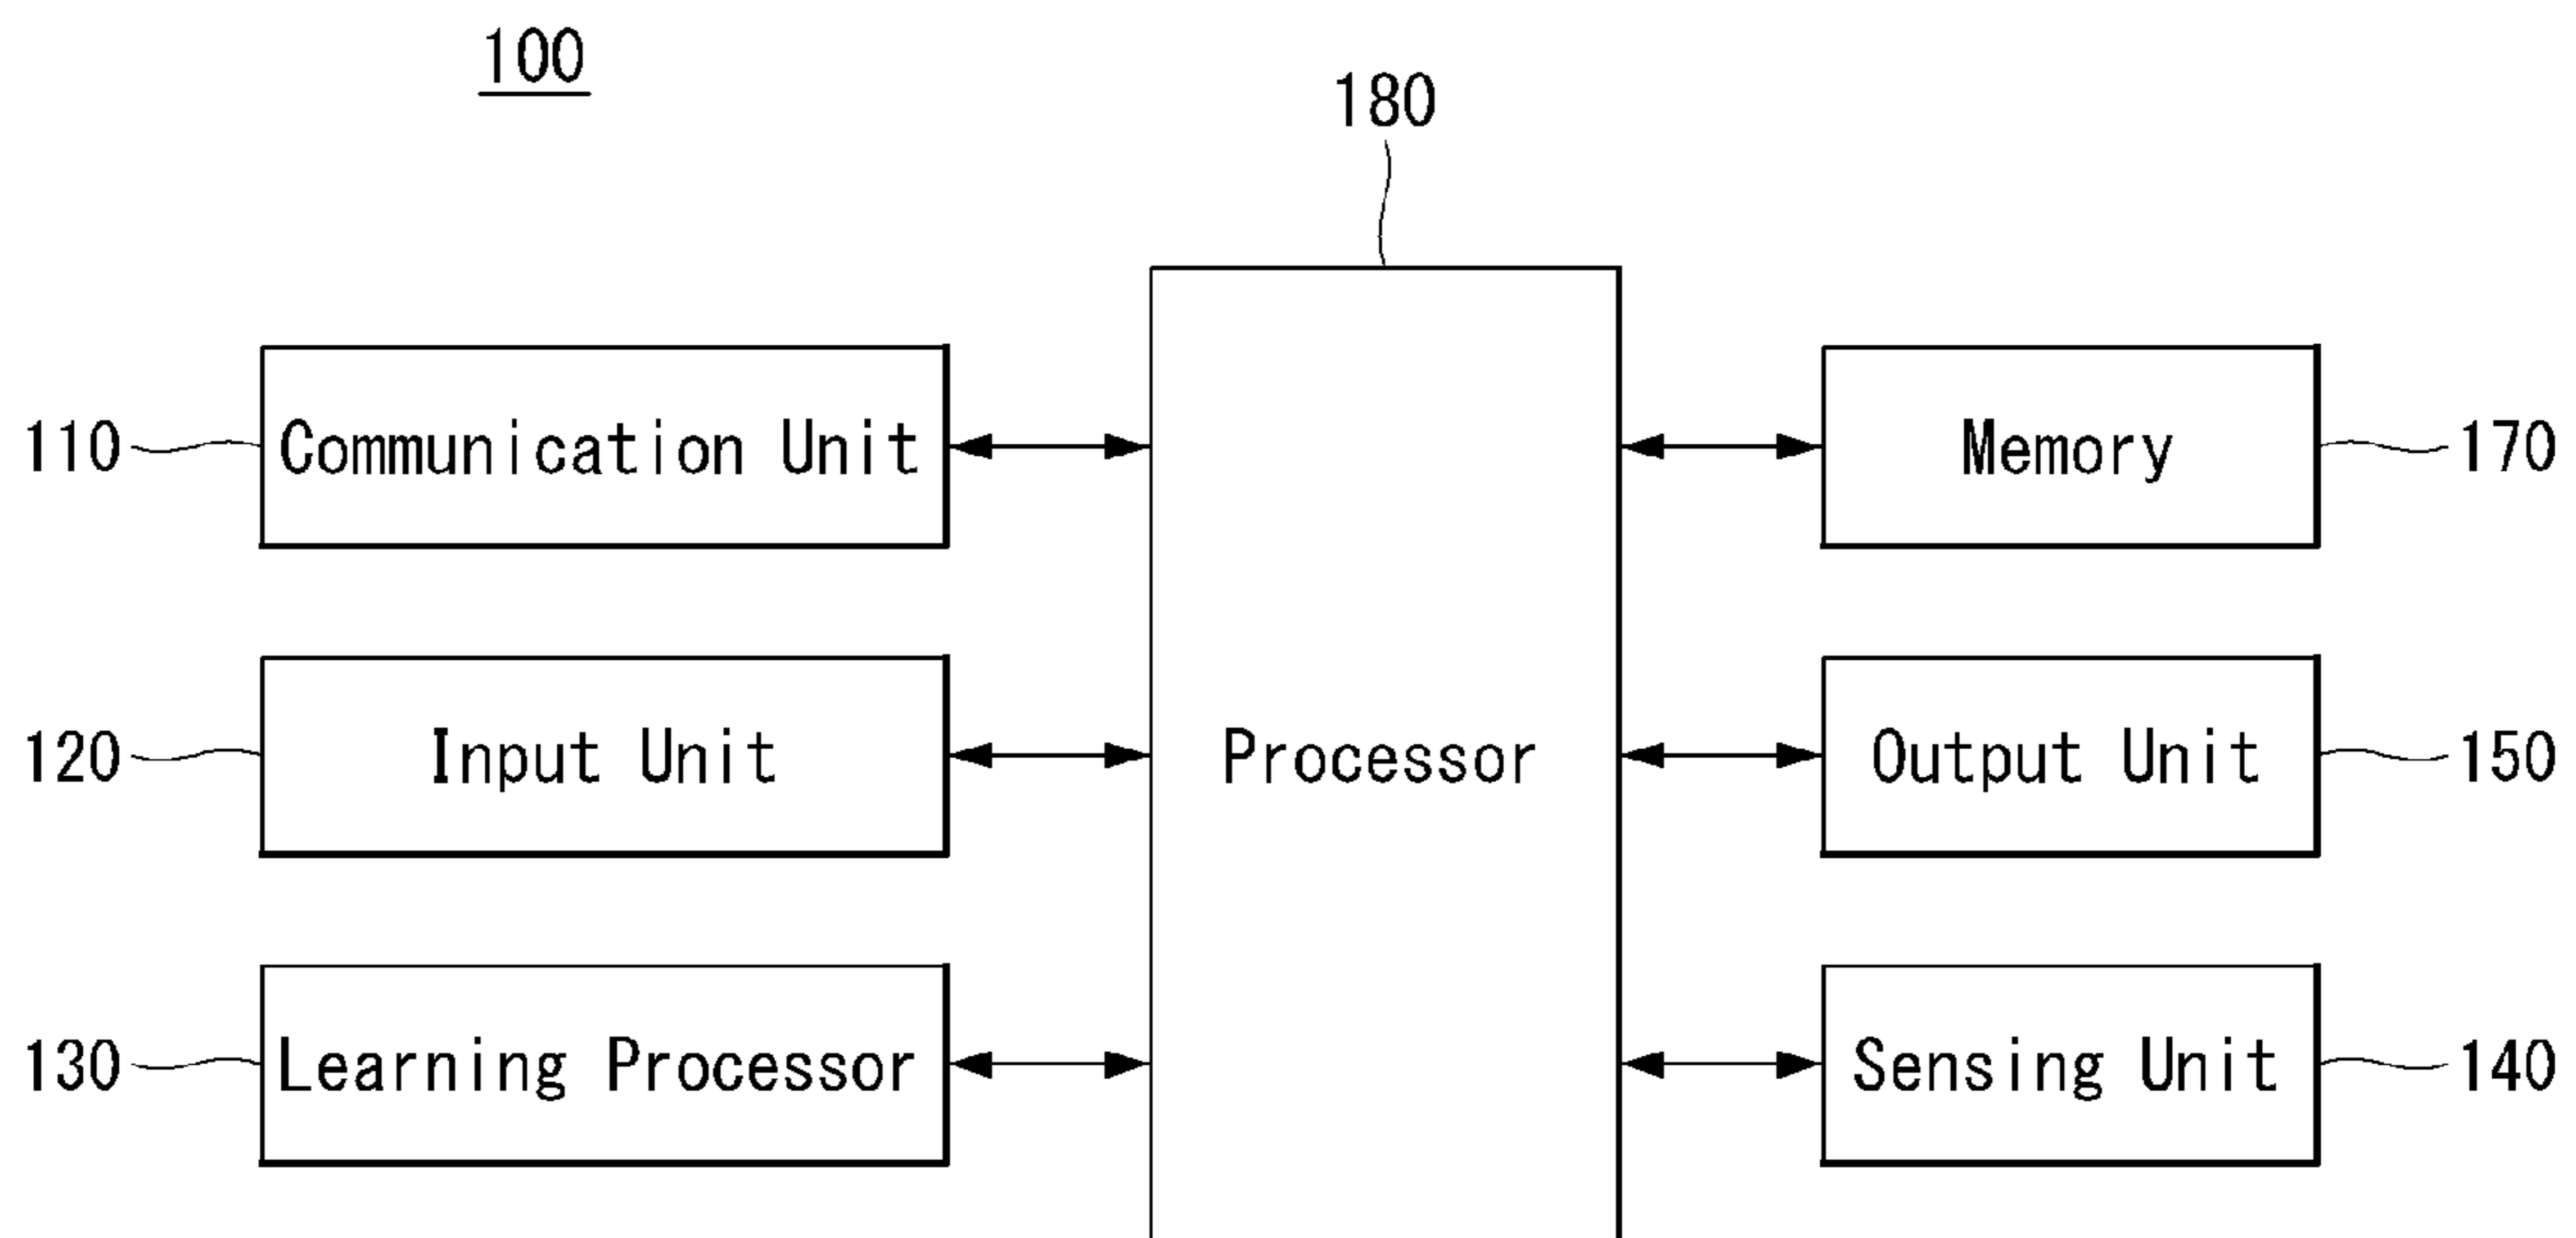 100
180
110 Communication Unit Memory 170
120 Input Unit Processor Output Unit 150
130 Learning Processor Sensing Unit 140